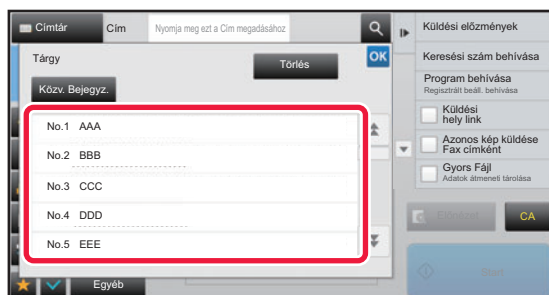 Címtár
Cím
Nyomja meg ezt a Cím megadásához
Küldési előzmények
Tárgy
Törlés
OK
Keresési szám behívása
Közv. Bejegyz.
Program behívása
Regisztrált beáll. behívása
No.1 AAA
Küldési
hely link
No.2 BBB
Azonos kép küldése
Fax címként
No.3 CCC
Gyors Fájl
Adatok átmeneti tárolása
No.4 DDD
Előnézet
CA
No.5 EEE
Start
Egyéb